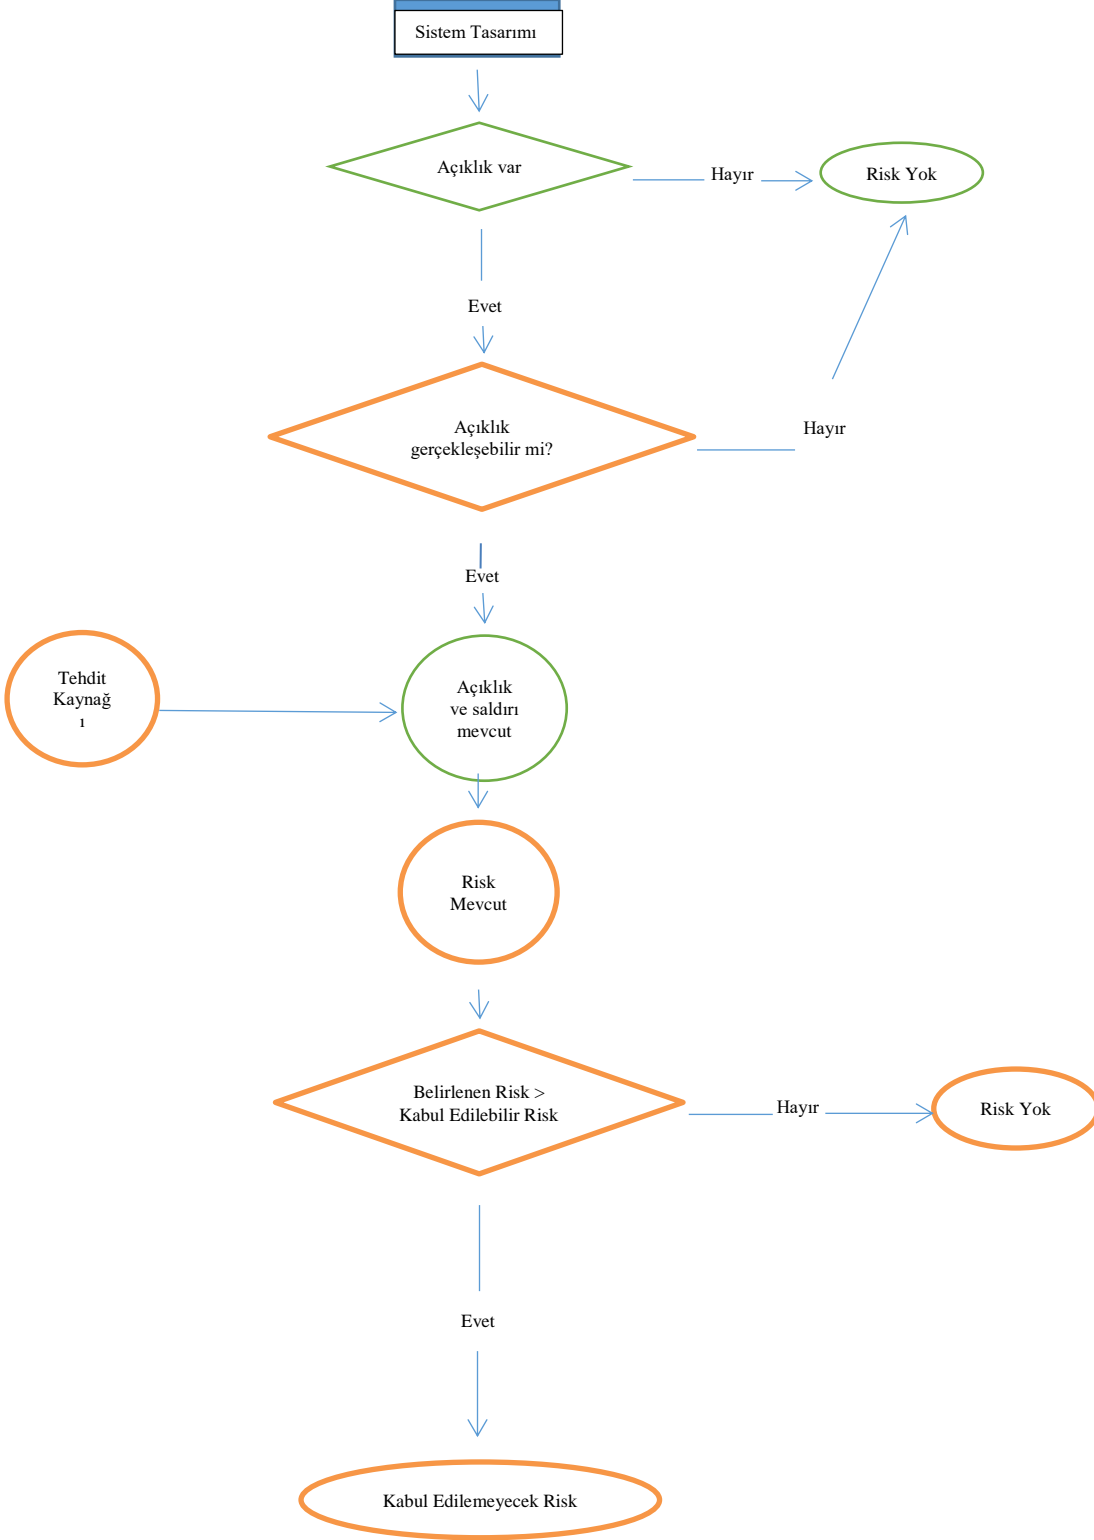 Sistem Tasarımı
Açıklık var
Hayır
Risk Yok
Evet
Açıklık
gerçekleşebilir mi?
Hayır
Evet
Tehdit
Kaynağ
ı
Açıklık
ve saldırı
mevcut
Risk
Mevcut
Belirlenen Risk >
Kabul Edilebilir Risk
Hayır
Risk Yok
Evet
Kabul Edilemeyecek Risk